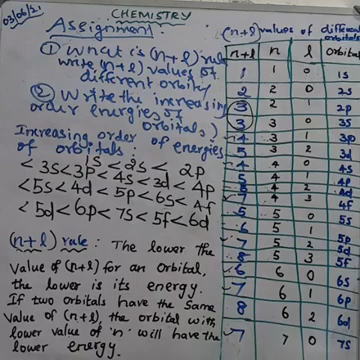 03/06/21
CHEMISTRY
Assignment:
① What is (n+l) rule
write (n+l) values of
different orbitals
② Write the increasing
order energies of
orbitals
Increasing order of energies
of orbitals:
1s < 2s < 2p
< 3s < 3p < 4s < 3d < 4p
< 5s < 4d < 5p < 6s < 4f
< 5d < 6p < 7s < 5f < 6d
(n+l) rule: The lower the
value of (n+l) for an orbital,
the lower is its energy.
If two orbitals have the same
value of (n+l), the orbital with
lower value of 'n' will have the
lower energy.
(n+l) values of different orbitals
n+l n l Orbital
1 1 0 1s
2 2 0 2s
3 2 1 2p
3 3 0 3s
4 3 1 3p
5 3 2 3d
4 4 0 4s
5 4 1 4p
6 4 2 4d
7 4 3 4f
5 5 0 5s
6 5 1 5p
7 5 2 5d
8 5 3 5f
6 6 0 6s
7 6 1 6p
8 6 2 6d
7 7 0 7s